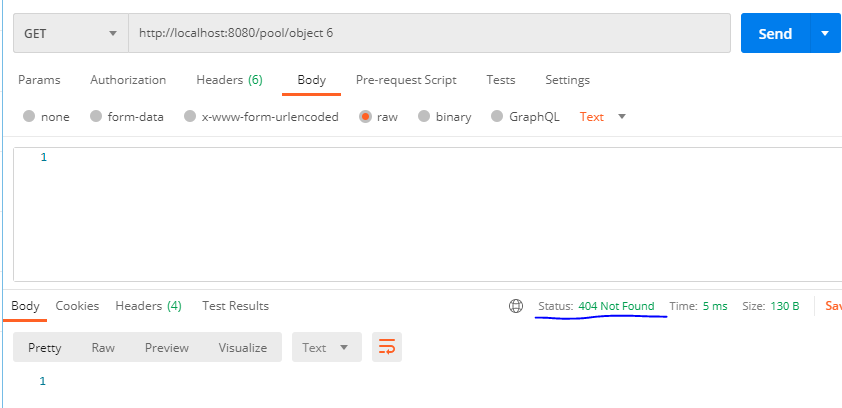 GET http://localhost:8080/pool/object 6 Send
Params Authorization Headers (6) Body Pre-request Script Tests Settings
none form-data x-www-form-urlencoded raw binary GraphQL Text
1
Body Cookies Headers (4) Test Results Status: 404 Not Found Time: 5 ms Size: 130 B Sav
Pretty Raw Preview Visualize Text
1